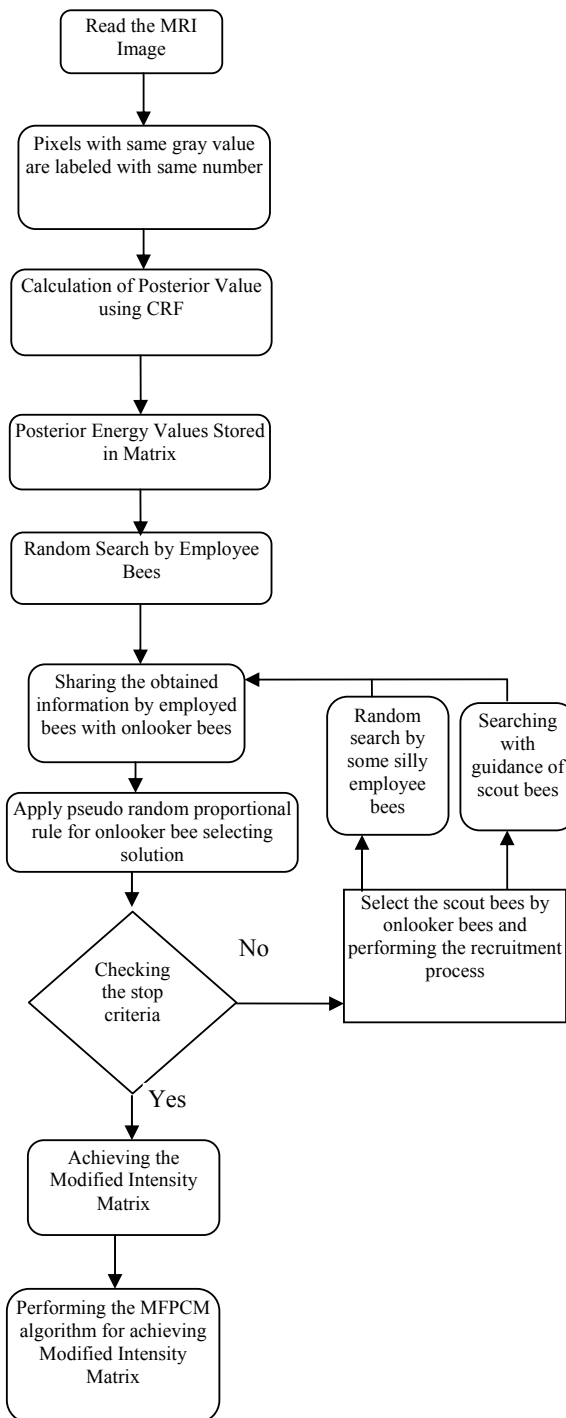 Read the MRI
Image
Pixels with same gray value
are labeled with same number
Calculation of Posterior Value
using CRF
Posterior Energy Values Stored
in Matrix
Random Search by Employee
Bees
Sharing the obtained
information by employed
bees with onlooker bees
Random
search by
some silly
employee
bees
Searching
with
guidance of
scout bees
Apply pseudo random proportional
rule for onlooker bee selecting
solution
Select the scout bees by
onlooker bees and
performing the recruitment
process
No
Checking
the stop
criteria
Yes
Achieving the
Modified Intensity
Matrix
Performing the MFPCM
algorithm for achieving
Modified Intensity
Matrix